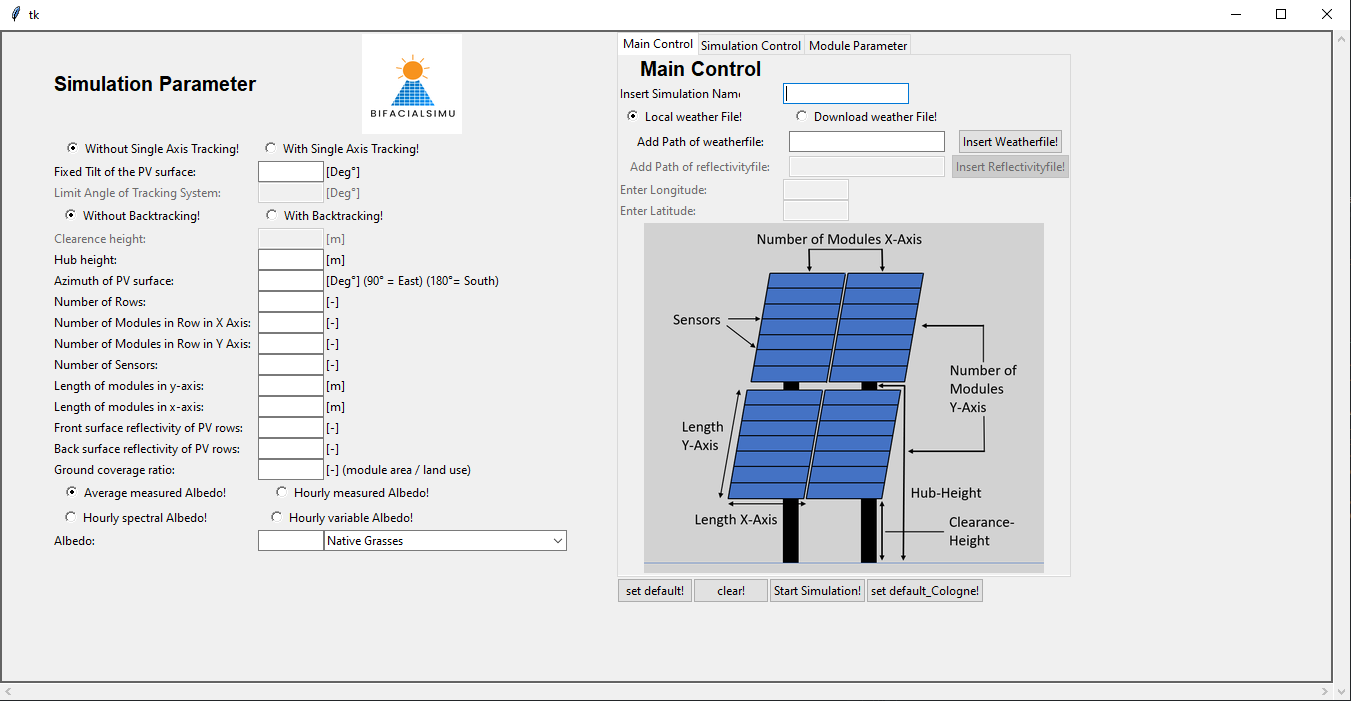 tk
Simulation Parameter
BIFACIALSIMU
Without Single Axis Tracking!
With Single Axis Tracking!
Fixed Tilt of the PV surface:
[Deg°]
Limit Angle of Tracking System:
[Deg°]
Without Backtracking!
With Backtracking!
Clearence height:
[m]
Hub height:
[m]
Azimuth of PV surface:
[Deg°] (90° = East) (180°= South)
Number of Rows:
[-]
Number of Modules in Row in X Axis:
[-]
Number of Modules in Row in Y Axis:
[-]
Number of Sensors:
[-]
Length of modules in y-axis:
[m]
Length of modules in x-axis:
[m]
Front surface reflectivity of PV rows:
[-]
Back surface reflectivity of PV rows:
[-]
Ground coverage ratio:
[-] (module area / land use)
Average measured Albedo!
Hourly measured Albedo!
Hourly spectral Albedo!
Hourly variable Albedo!
Albedo:
Native Grasses
Main Control
Simulation Control
Module Parameter
Main Control
Insert Simulation Name
Local weather File!
Download weather File!
Add Path of weatherfile:
Insert Weatherfile!
Add Path of reflectivityfile:
Insert Reflectivityfile!
Enter Longitude:
Enter Latitude:
Number of Modules X-Axis
Sensors
Number of
Modules
Y-Axis
Length
Y-Axis
Hub-Height
Length X-Axis
Clearance-
Height
set default!
clear!
Start Simulation!
set default_Cologne!